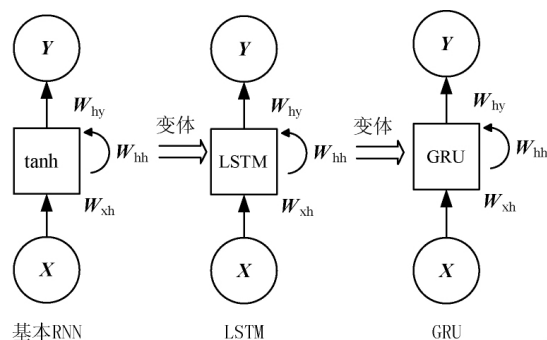 Y Y Y
W_hy W_hy W_hy
变体 变体
tanh W_hh LSTM W_hh GRU W_hh
W_xh W_xh W_xh
X X X
基本RNN LSTM GRU